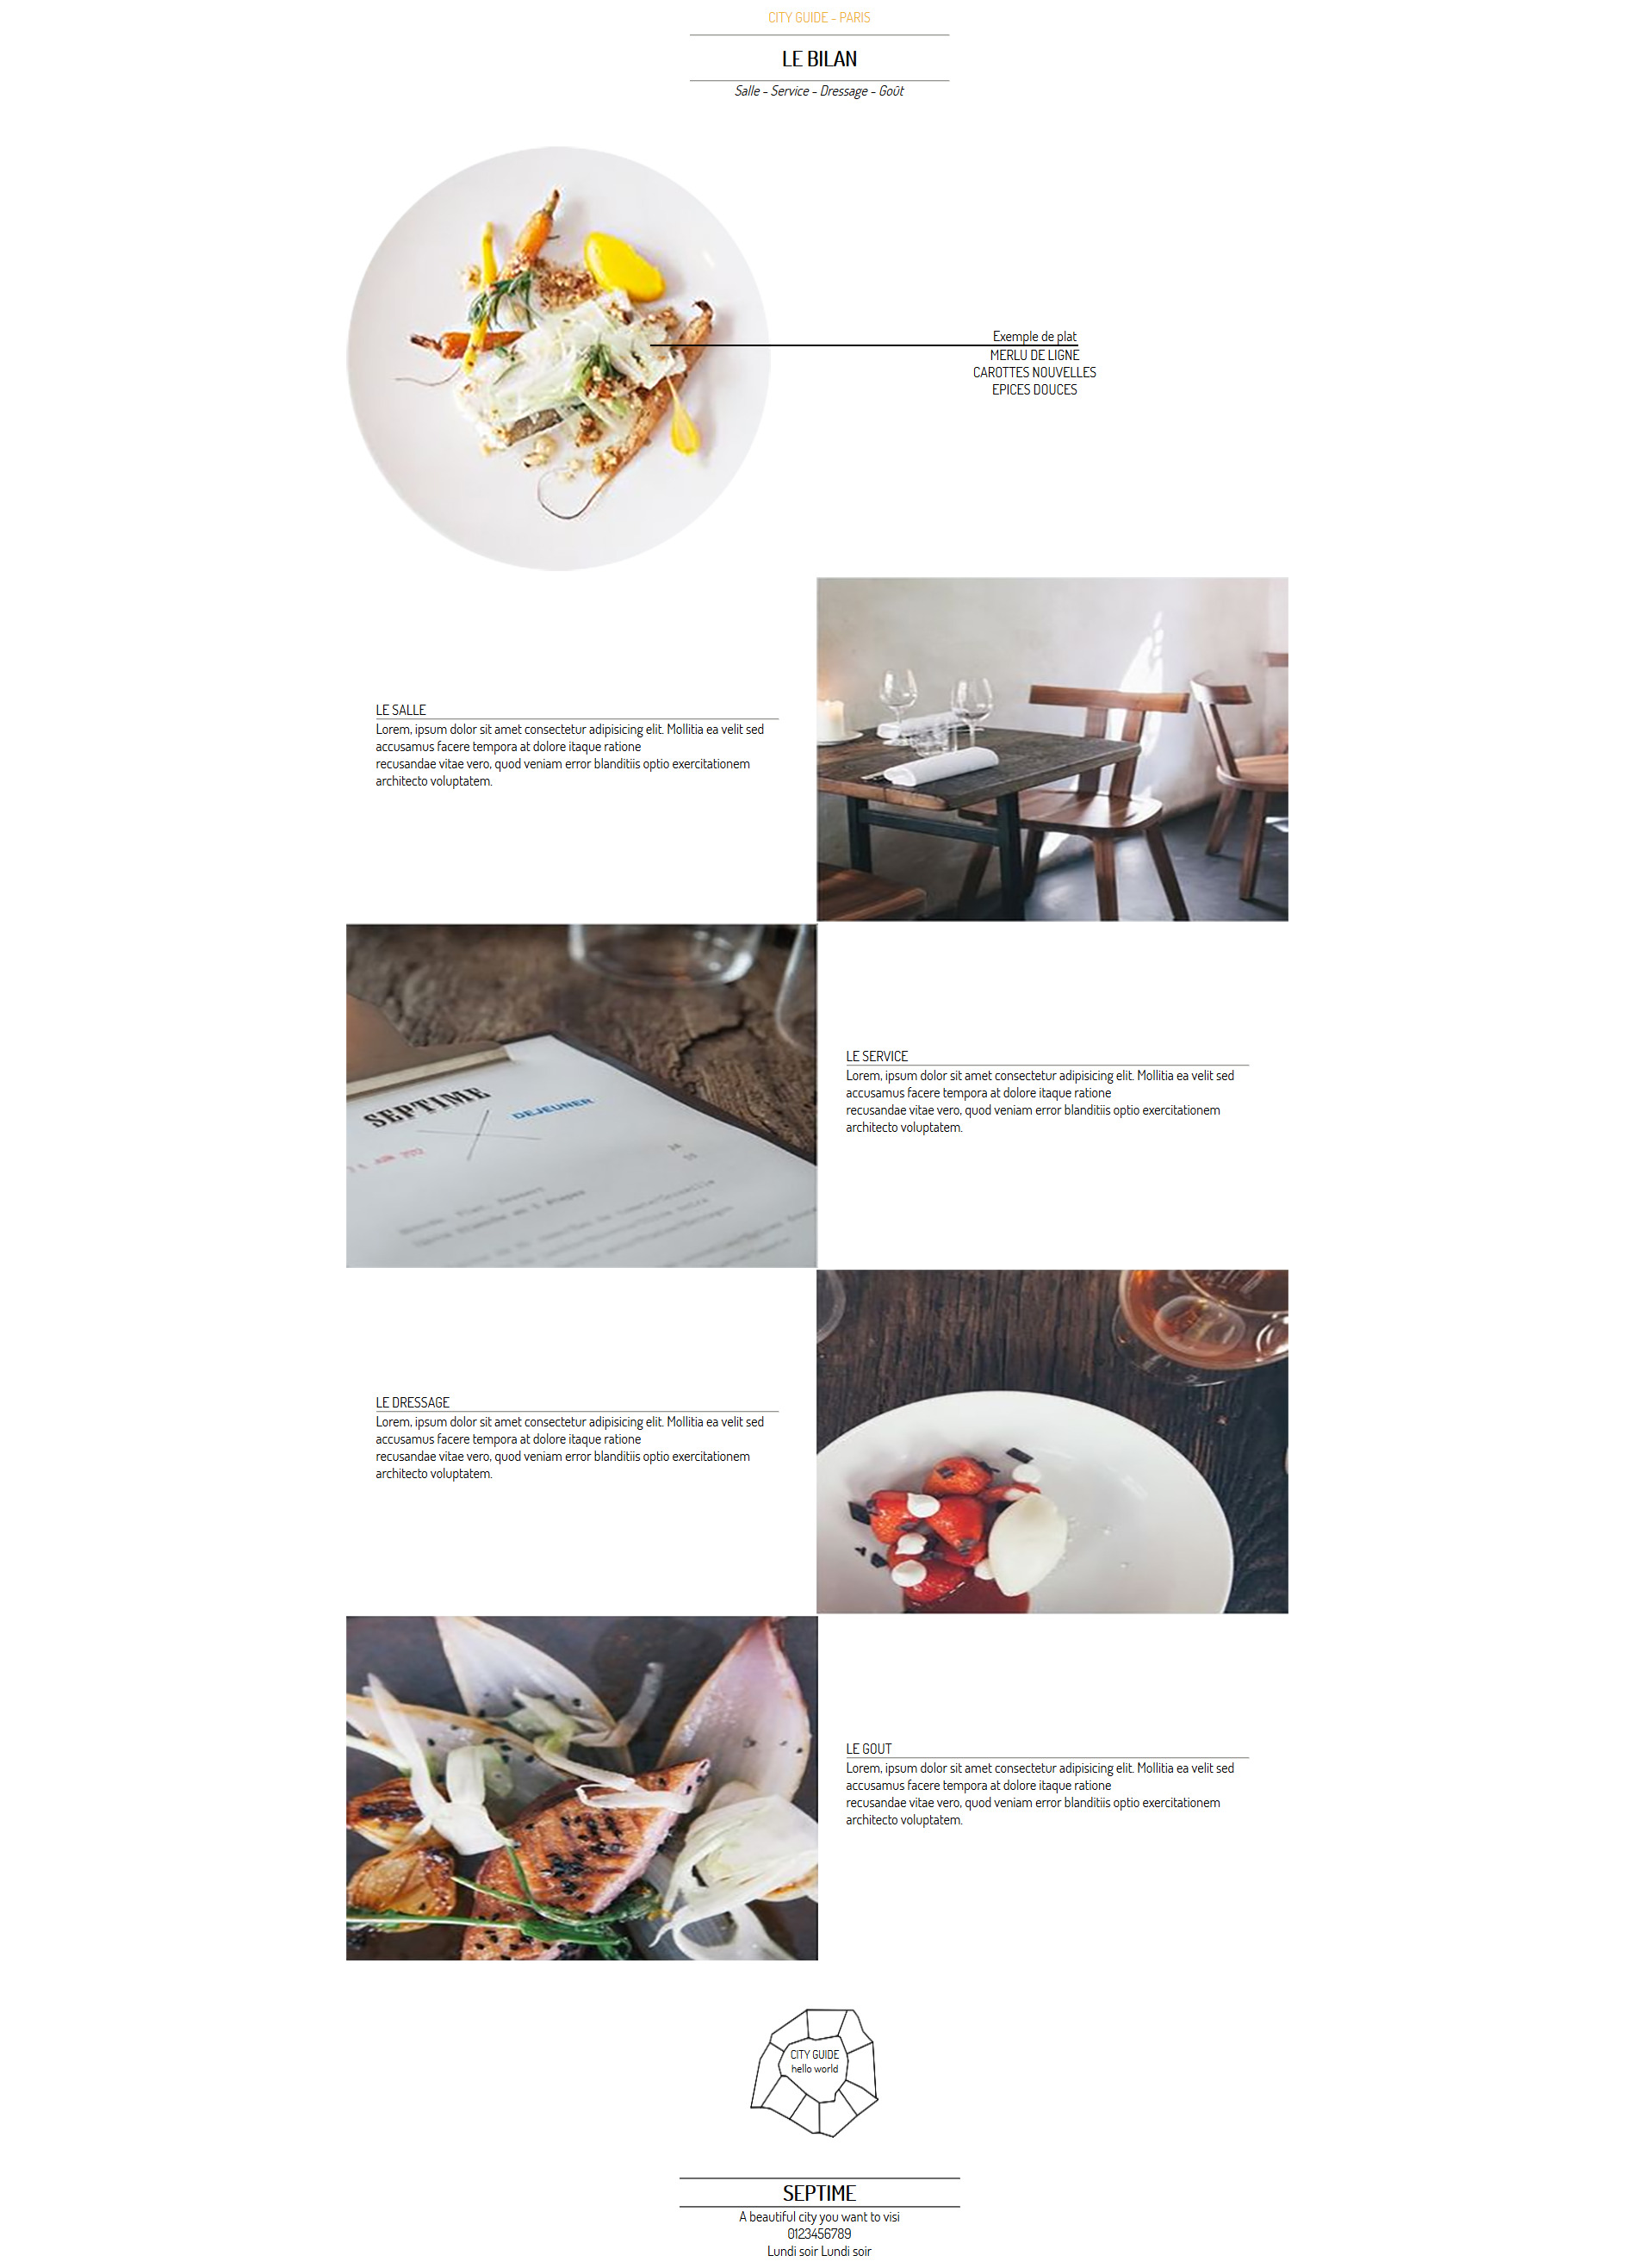 CITY GUIDE - PARIS
LE BILAN
Salle - Service - Dressage - Goût
Exemple de plat
MERLU DE LIGNE
CAROTTES NOUVELLES
EPICES DOUCES
LE SALLE
Lorem, ipsum dolor sit amet consectetur adipisicing elit. Mollitia ea velit sed
accusamus facere tempora at dolore itaque ratione
recusandae vitae vero, quod veniam error blanditiis optio exercitationem
architecto voluptatem.
SEPTIME
DEJEUNER
LE SERVICE
Lorem, ipsum dolor sit amet consectetur adipisicing elit. Mollitia ea velit sed
accusamus facere tempora at dolore itaque ratione
recusandae vitae vero, quod veniam error blanditiis optio exercitationem
architecto voluptatem.
LE DRESSAGE
Lorem, ipsum dolor sit amet consectetur adipisicing elit. Mollitia ea velit sed
accusamus facere tempora at dolore itaque ratione
recusandae vitae vero, quod veniam error blanditiis optio exercitationem
architecto voluptatem.
LE GOUT
Lorem, ipsum dolor sit amet consectetur adipisicing elit. Mollitia ea velit sed
accusamus facere tempora at dolore itaque ratione
recusandae vitae vero, quod veniam error blanditiis optio exercitationem
architecto voluptatem.
CITY GUIDE
hello world
SEPTIME
A beautiful city you want to visi
0123456789
Lundi soir Lundi soir